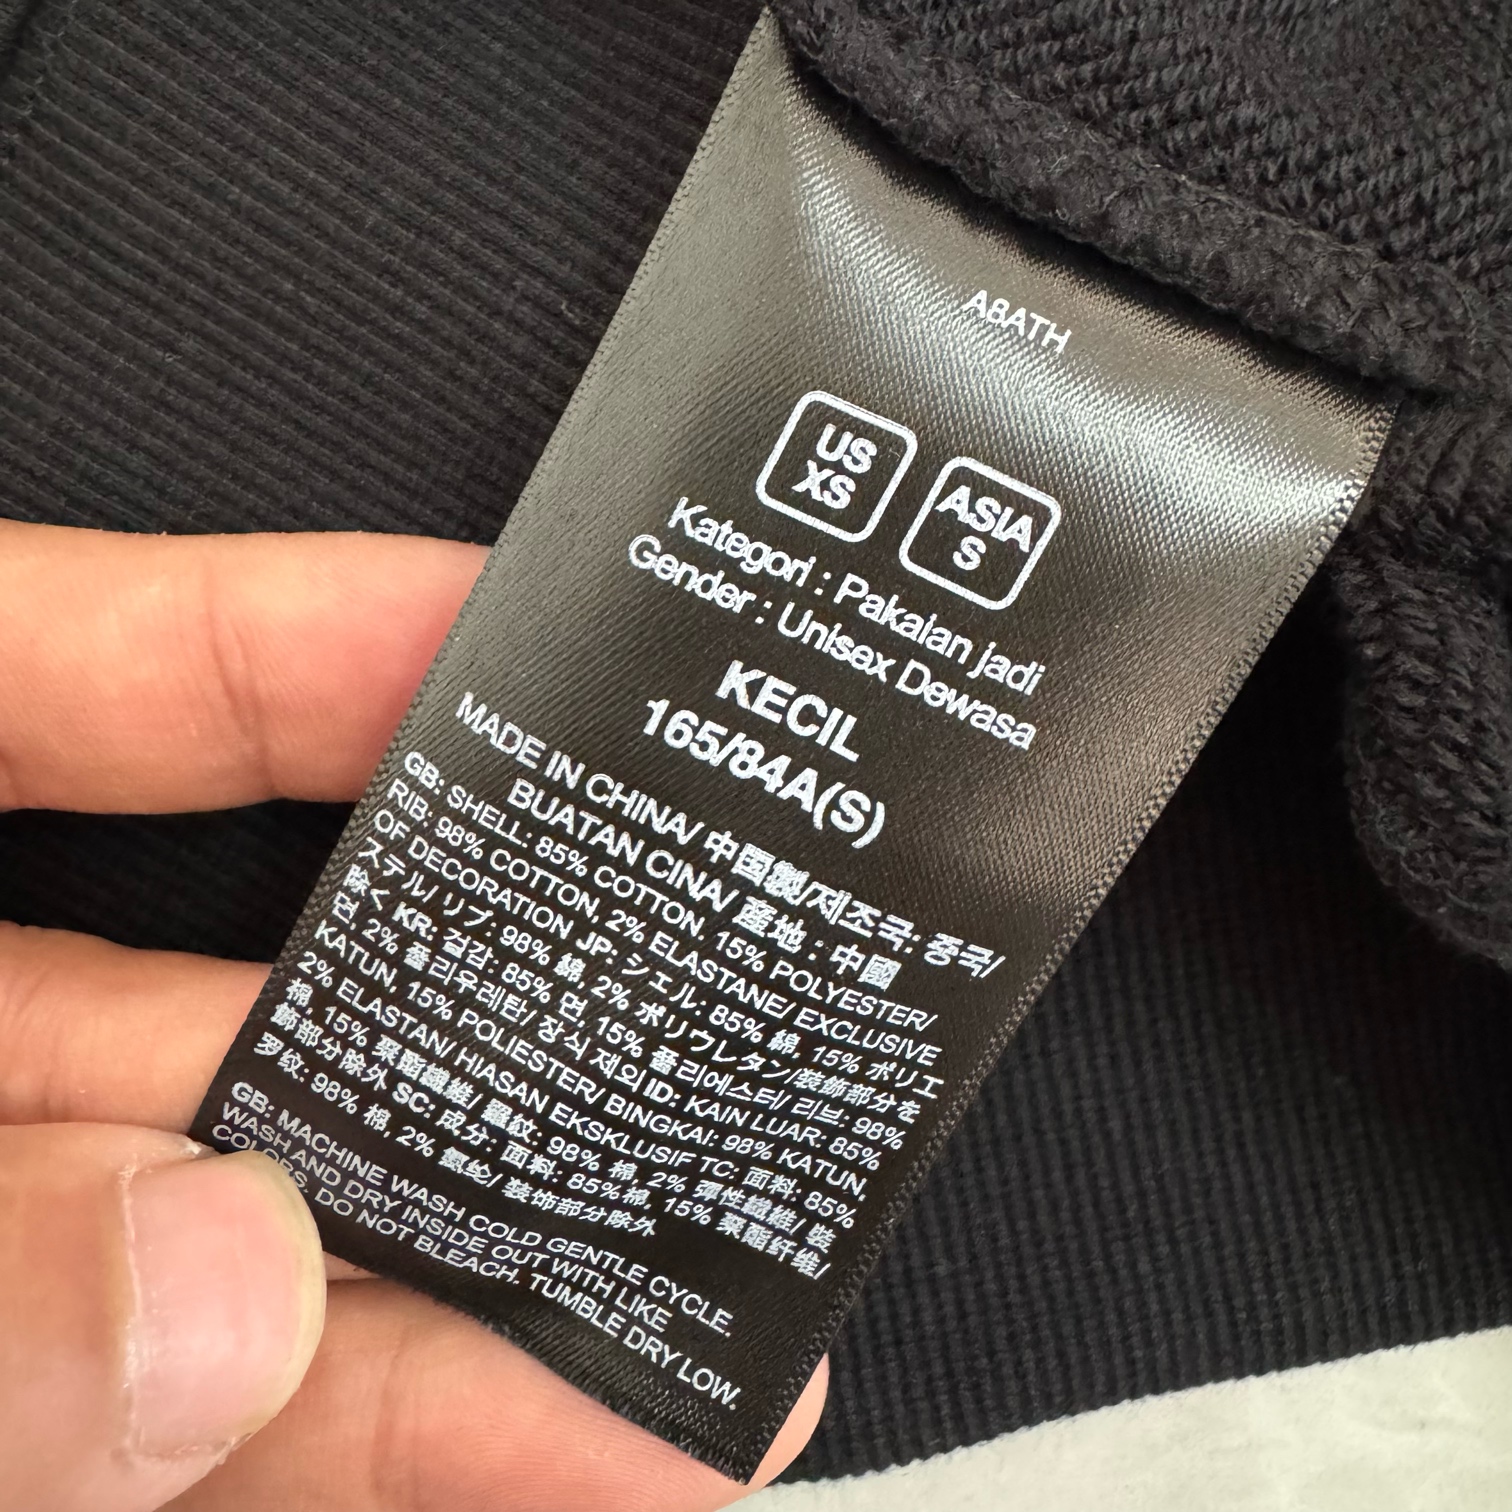 A8ATH
US
XS
ASIA
S
Kategori : Pakaian jadi
Gender : Unisex Dewasa
KECIL
165/84A(S)
MADE IN CHINA/ 中国製/제조국: 중국/
BUATAN CINA/ 産地 : 中國
GB: SHELL: 85% COTTON, 15% POLYESTER/
RIB: 98% COTTON, 2% ELASTANE/ EXCLUSIVE
OF DECORATION JP: シェル: 85% 綿, 15% ポリエ
ステル/ リブ : 98% 綿, 2% ポリウレタン/装飾部分を
除く KR: 겉감: 85% 면, 15% 폴리에스터/ 리브: 98%
면, 2% 폴리우레탄/장식 제외 ID: KAIN LUAR: 85%
KATUN, 15% POLIESTER/ BINGKAI: 98% KATUN,
2% ELASTAN/ HIASAN EKSKLUSIF TC: 面料: 85%
棉, 15% 聚酯纖維/ 羅紋: 98% 棉, 2% 彈性纖維/ 裝
飾部分除外 SC: 成分: 面料: 85%棉, 15% 聚酯纤维/
罗纹: 98% 棉, 2% 氨纶/ 装饰部分除外
GB: MACHINE WASH COLD GENTLE CYCLE.
WASH AND DRY INSIDE OUT WITH LIKE
COLORS. DO NOT BLEACH. TUMBLE DRY LOW.